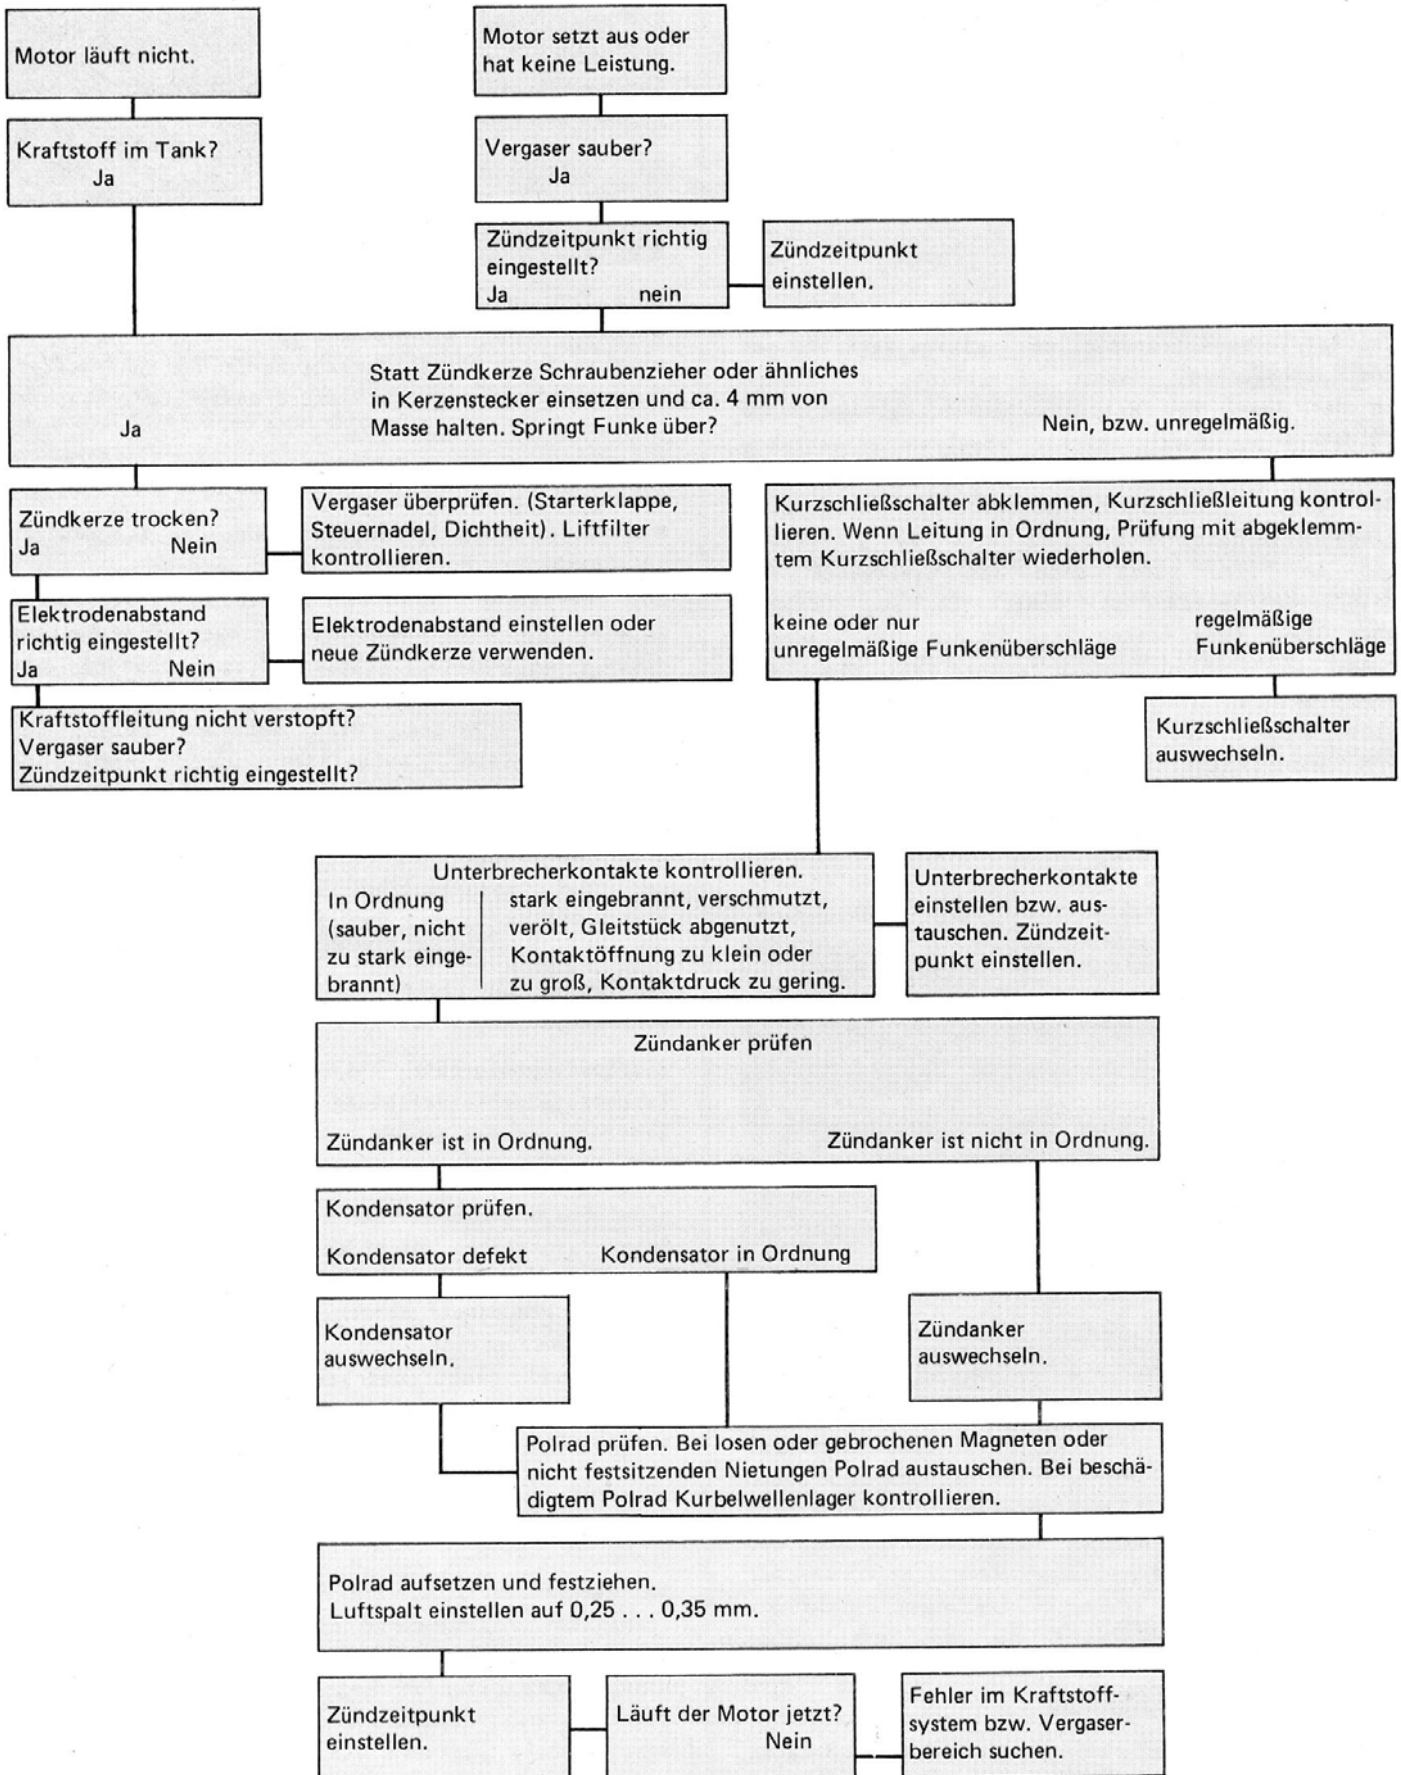 Motor läuft nicht.
Kraftstoff im Tank?
Ja
Motor setzt aus oder
hat keine Leistung.
Vergaser sauber?
Ja
Zündzeitpunkt richtig
eingestellt?
Ja nein
Zündzeitpunkt
einstellen.
Statt Zündkerze Schraubenzieher oder ähnliches
in Kerzenstecker einsetzen und ca. 4 mm von
Masse halten. Springt Funke über?
Ja
Nein, bzw. unregelmäßig.
Zündkerze trocken?
Ja Nein
Vergaser überprüfen. (Starterklappe,
Steuernadel, Dichtheit). Liftfilter
kontrollieren.
Elektrodenabstand
richtig eingestellt?
Ja Nein
Elektrodenabstand einstellen oder
neue Zündkerze verwenden.
Kraftstoffleitung nicht verstopft?
Vergaser sauber?
Zündzeitpunkt richtig eingestellt?
Kurzschließschalter abklemmen, Kurzschließleitung kontrol-
lieren. Wenn Leitung in Ordnung, Prüfung mit abgeklemm-
tem Kurzschließschalter wiederholen.
keine oder nur
unregelmäßige Funkenüberschläge
regelmäßige
Funkenüberschläge
Kurzschließschalter
auswechseln.
Unterbrecherkontakte kontrollieren.
In Ordnung
(sauber, nicht
zu stark einge-
brannt)
stark eingebrannt, verschmutzt,
verölt, Gleitstück abgenutzt,
Kontaktöffnung zu klein oder
zu groß, Kontaktdruck zu gering.
Unterbrecherkontakte
einstellen bzw. aus-
tauschen. Zündzeit-
punkt einstellen.
Zündanker prüfen
Zündanker ist in Ordnung.
Zündanker ist nicht in Ordnung.
Kondensator prüfen.
Kondensator defekt
Kondensator in Ordnung
Kondensator
auswechseln.
Zündanker
auswechseln.
Polrad prüfen. Bei losen oder gebrochenen Magneten oder
nicht festsitzenden Nietungen Polrad austauschen. Bei beschä-
digtem Polrad Kurbelwellenlager kontrollieren.
Polrad aufsetzen und festziehen.
Luftspalt einstellen auf 0,25 . . . 0,35 mm.
Zündzeitpunkt
einstellen.
Läuft der Motor jetzt?
Nein
Fehler im Kraftstoff-
system bzw. Vergaser-
bereich suchen.